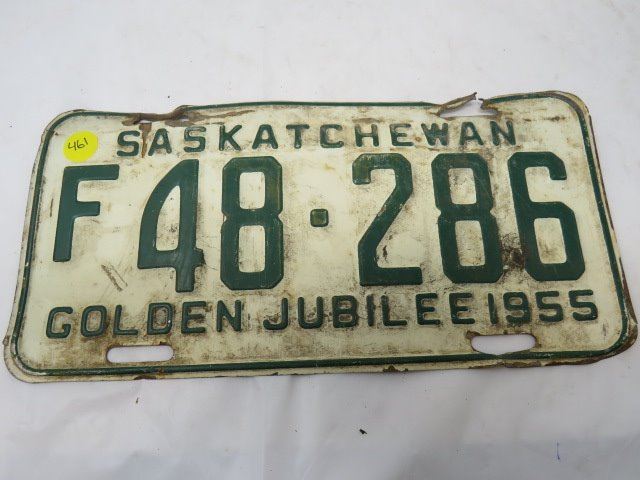 461
SASKATCHEWAN
F48·286
GOLDEN JUBILEE 1955